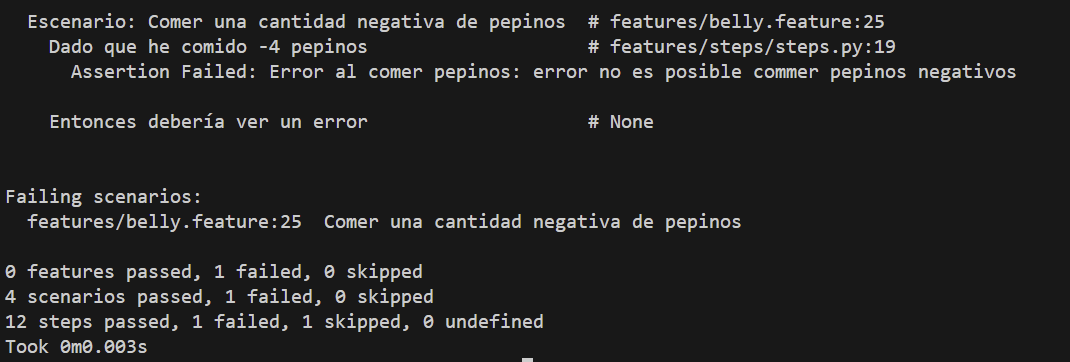 Escenario: Comer una cantidad negativa de pepinos  # features/belly.feature:25
Dado que he comido -4 pepinos  # features/steps/steps.py:19
Assertion Failed: Error al comer pepinos: error no es posible commer pepinos negativos
Entonces debería ver un error  # None
Failing scenarios:
features/belly.feature:25  Comer una cantidad negativa de pepinos
0 features passed, 1 failed, 0 skipped
4 scenarios passed, 1 failed, 0 skipped
12 steps passed, 1 failed, 1 skipped, 0 undefined
Took 0m0.003s